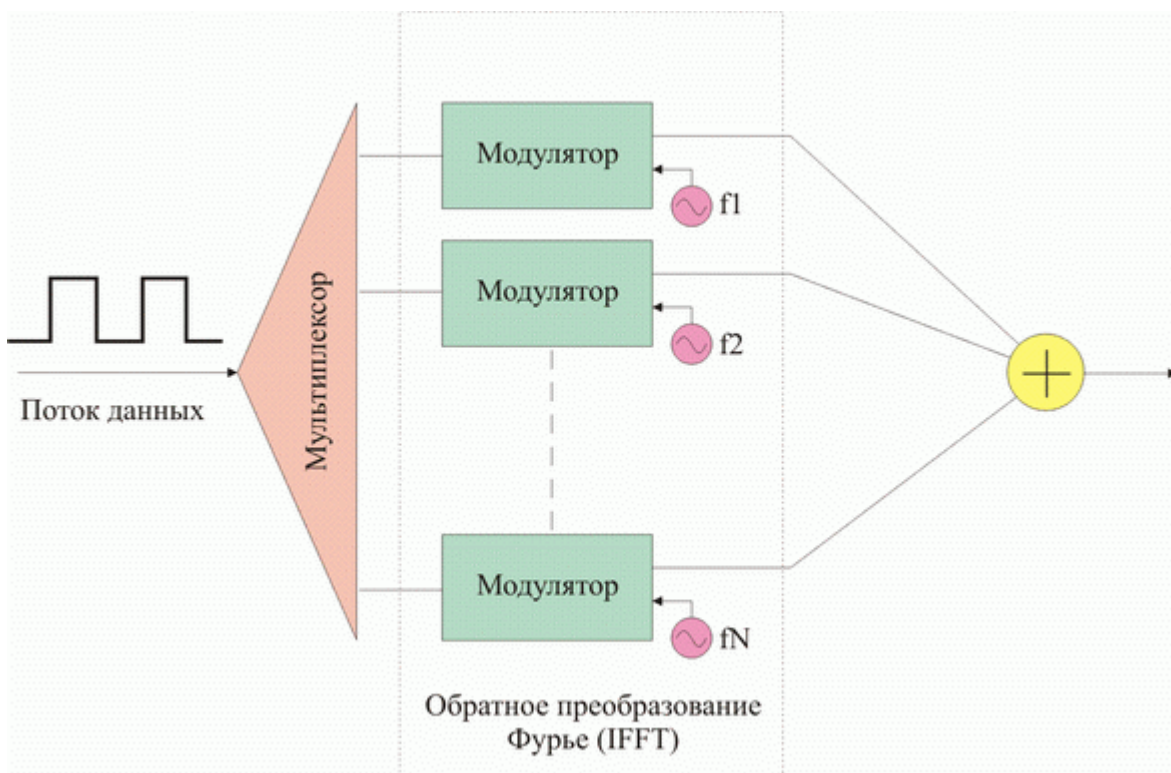 Модулятор
f1
Модулятор
f2
Мультиплексор
Поток данных
Модулятор
fN
Обратное преобразование
Фурье (IFFT)